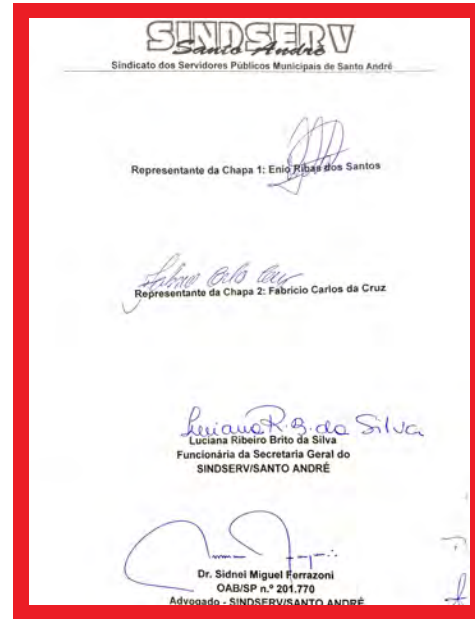 SINDSERV
Santo André
Sindicato dos Servidores Públicos Municipais de Santo André
Representante da Chapa 1: Enio Ribas dos Santos
Representante da Chapa 2: Fabricio Carlos da Cruz
Luciana R. B. da Silva
Luciana Ribeiro Brito da Silva
Funcionária da Secretaria Geral do
SINDSERV/SANTO ANDRÉ
Dr. Sidnei Miguel Ferrazoni
OAB/SP n.º 201.770
Advogado - SINDSERV/SANTO ANDRÉ